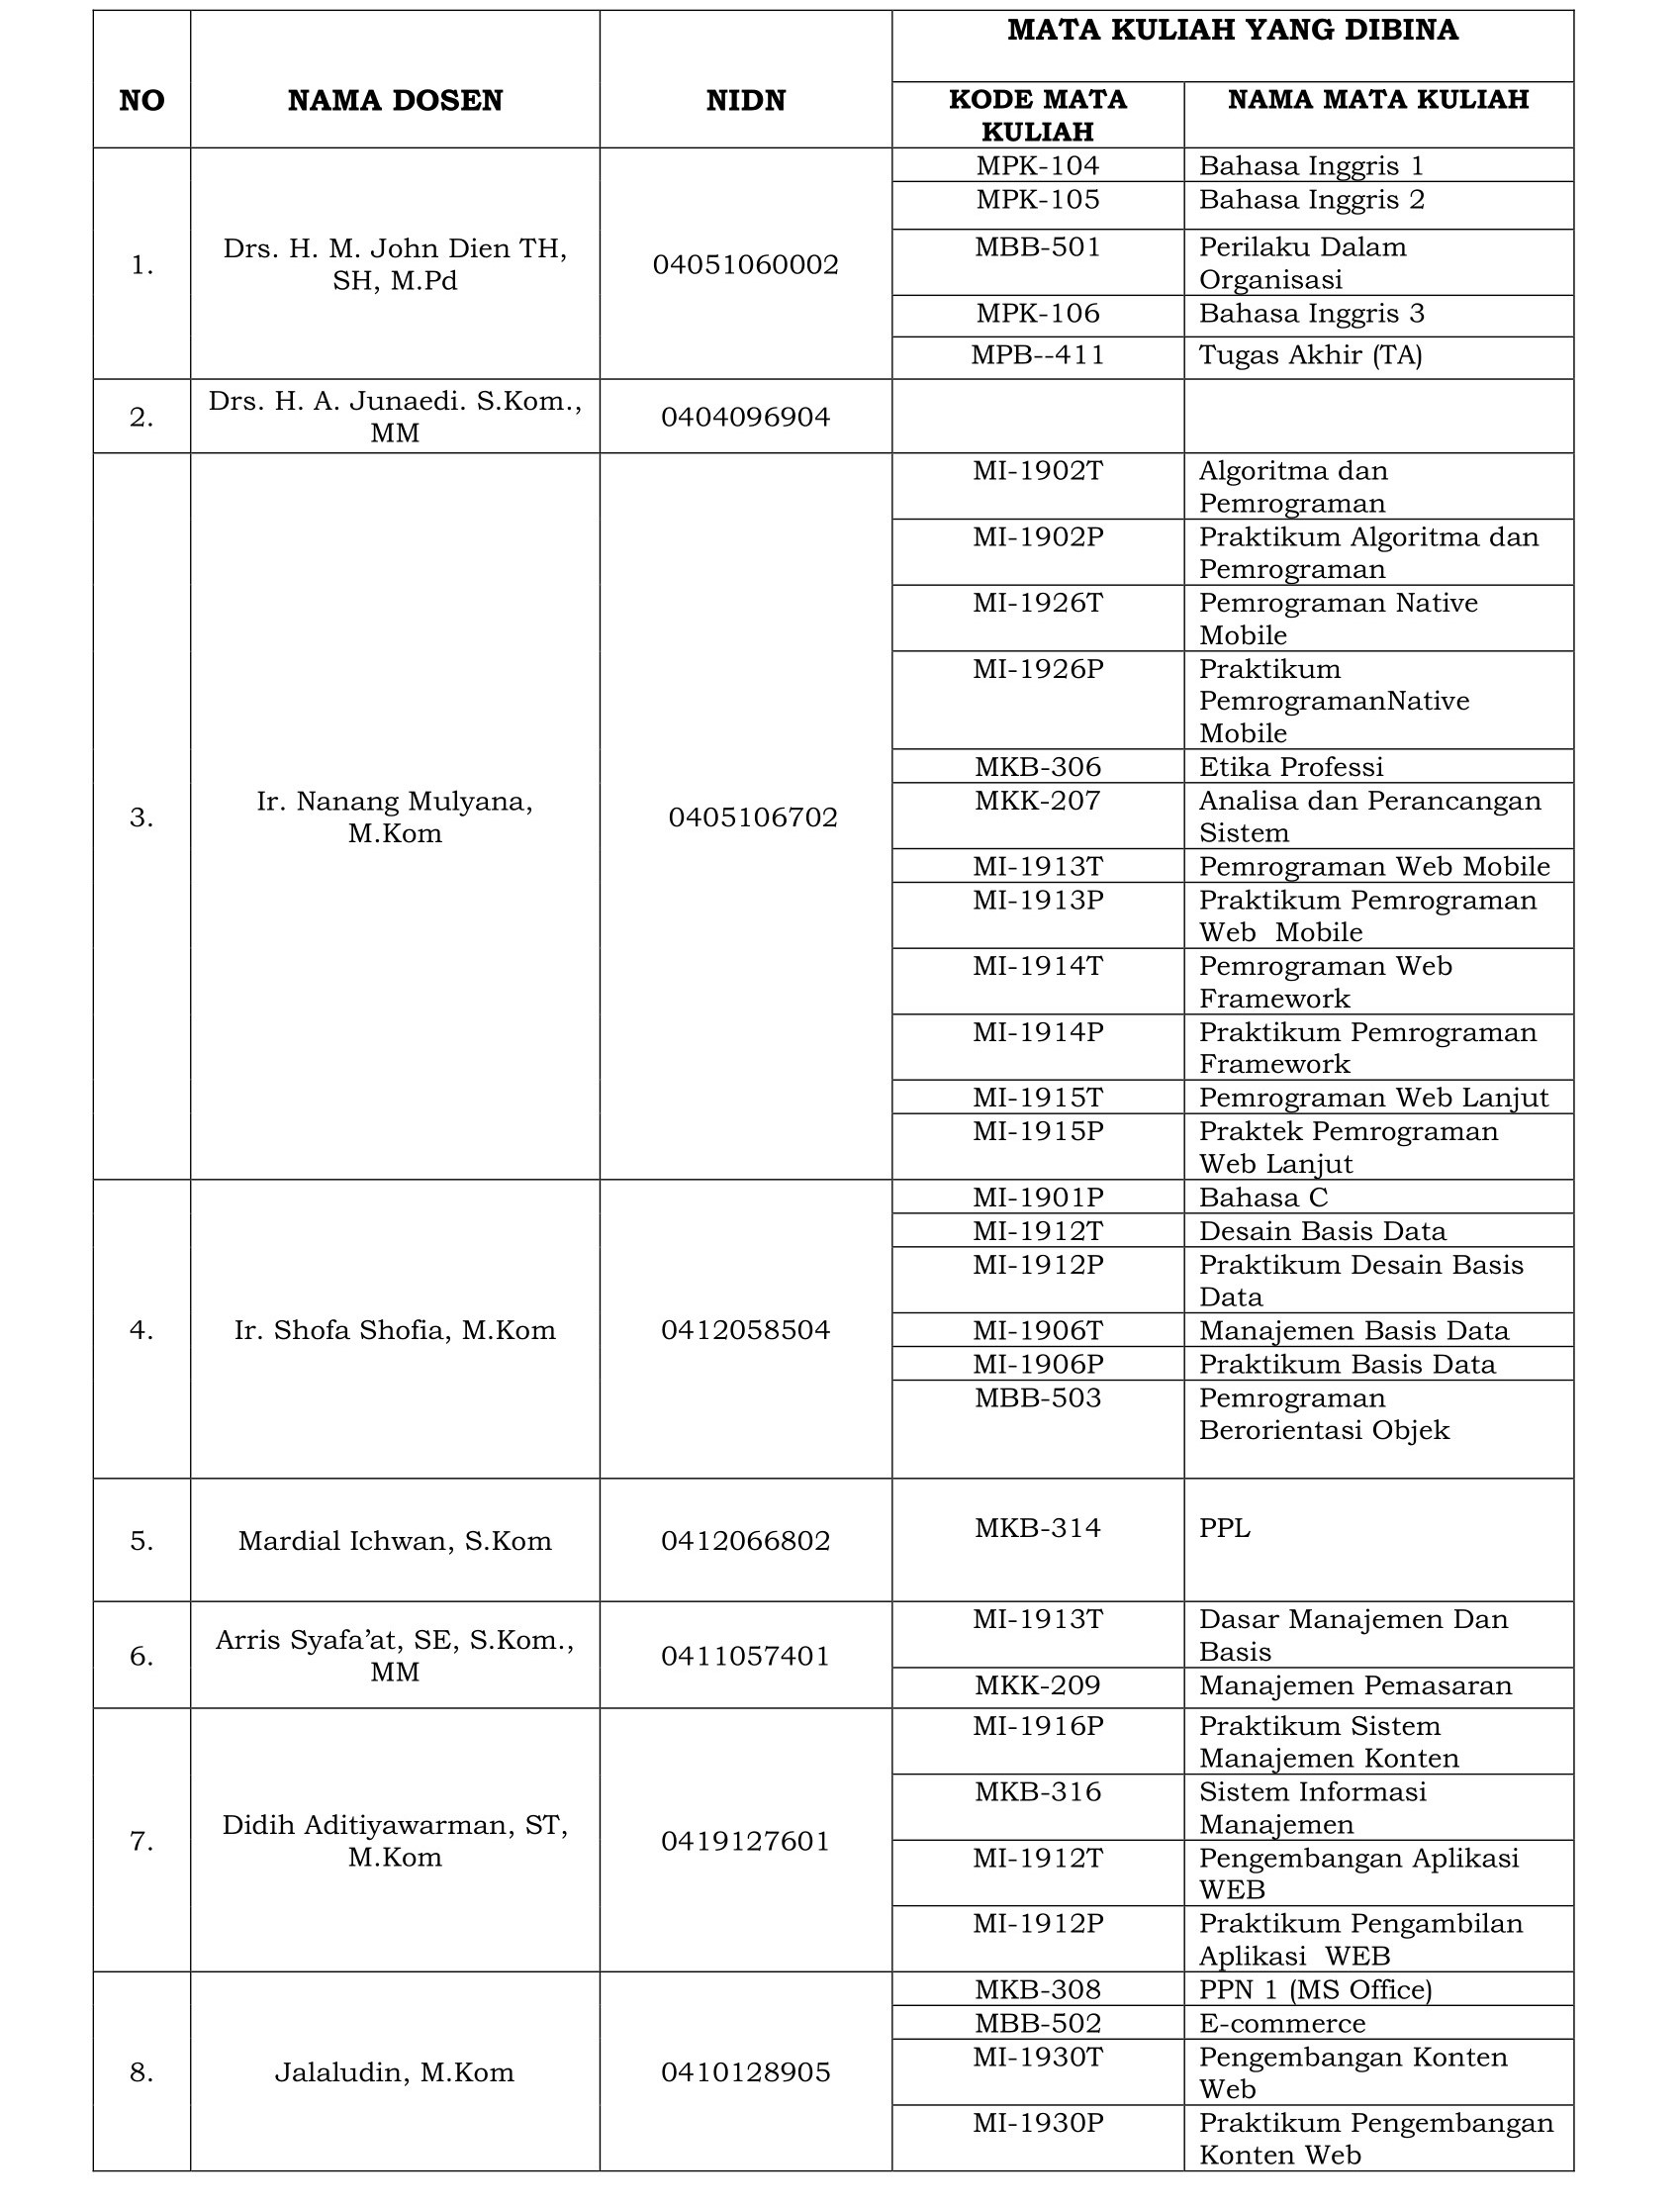 MATA KULIAH YANG DIBINA
NO
NAMA DOSEN
NIDN
KODE MATA
KULIAH
NAMA MATA KULIAH
1.
Drs. H. M. John Dien TH,
SH, M.Pd
04051060002
MPK-104
Bahasa Inggris 1
MPK-105
Bahasa Inggris 2
MBB-501
Perilaku Dalam
Organisasi
MPK-106
Bahasa Inggris 3
MPB--411
Tugas Akhir (TA)
2.
Drs. H. A. Junaedi. S.Kom.,
MM
0404096904
3.
Ir. Nanang Mulyana,
M.Kom
0405106702
MI-1902T
Algoritma dan
Pemrograman
MI-1902P
Praktikum Algoritma dan
Pemrograman
MI-1926T
Pemrograman Native
Mobile
MI-1926P
Praktikum
PemrogramanNative
Mobile
MKB-306
Etika Professi
MKK-207
Analisa dan Perancangan
Sistem
MI-1913T
Pemrograman Web Mobile
MI-1913P
Praktikum Pemrograman
Web  Mobile
MI-1914T
Pemrograman Web
Framework
MI-1914P
Praktikum Pemrograman
Framework
MI-1915T
Pemrograman Web Lanjut
MI-1915P
Praktek Pemrograman
Web Lanjut
4.
Ir. Shofa Shofia, M.Kom
0412058504
MI-1901P
Bahasa C
MI-1912T
Desain Basis Data
MI-1912P
Praktikum Desain Basis
Data
MI-1906T
Manajemen Basis Data
MI-1906P
Praktikum Basis Data
MBB-503
Pemrograman
Berorientasi Objek
5.
Mardial Ichwan, S.Kom
0412066802
MKB-314
PPL
6.
Arris Syafa’at, SE, S.Kom.,
MM
0411057401
MI-1913T
Dasar Manajemen Dan
Basis
MKK-209
Manajemen Pemasaran
7.
Didih Aditiyawarman, ST,
M.Kom
0419127601
MI-1916P
Praktikum Sistem
Manajemen Konten
MKB-316
Sistem Informasi
Manajemen
MI-1912T
Pengembangan Aplikasi
WEB
MI-1912P
Praktikum Pengambilan
Aplikasi  WEB
8.
Jalaludin, M.Kom
0410128905
MKB-308
PPN 1 (MS Office)
MBB-502
E-commerce
MI-1930T
Pengembangan Konten
Web
MI-1930P
Praktikum Pengembangan
Konten Web